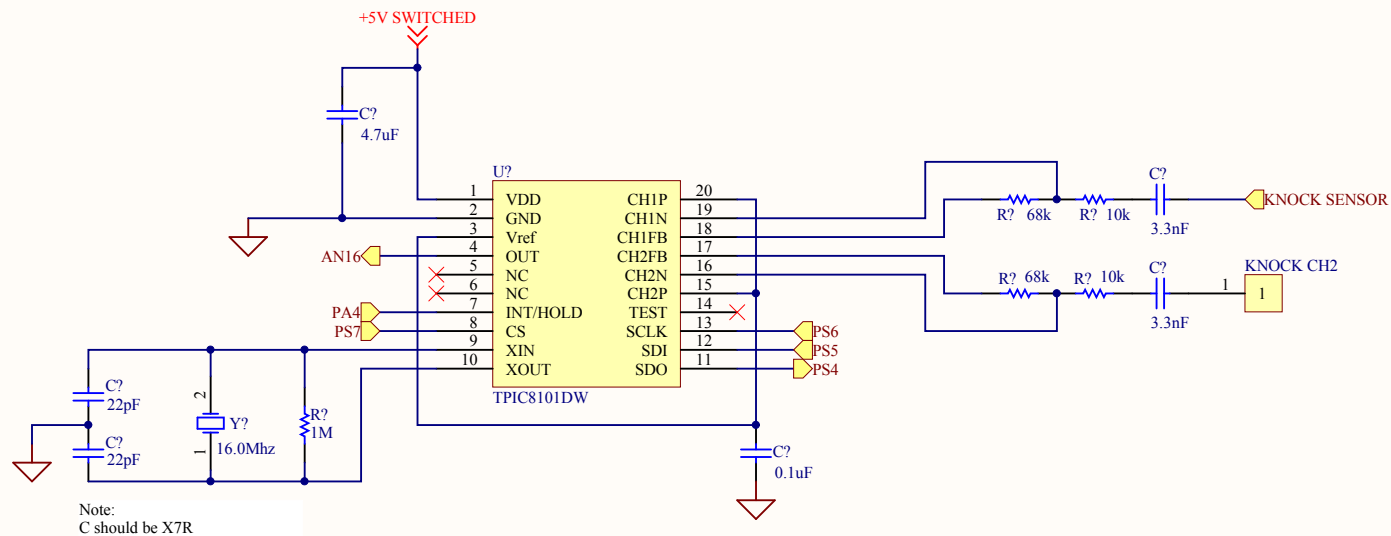 +5V SWITCHED
C?
4.7uF
U?
1 VDD
2 GND
3 Vref
4 OUT
5 NC
6 NC
7 INT/HOLD
8 CS
9 XIN
10 XOUT
CH1P 20
CH1N 19
CH1FB 18
CH2FB 17
CH2N 16
CH2P 15
TEST 14
SCLK 13
SDI 12
SDO 11
TPIC8101DW
AN16
PA4
PS7
PS6
PS5
PS4
R? 68k
R? 10k
C?
3.3nF
KNOCK SENSOR
R? 68k
R? 10k
C?
3.3nF
KNOCK CH2
1
1
C?
22pF
C?
22pF
2
Y?
1
16.0Mhz
R?
1M
C?
0.1uF
Note:
C should be X7R